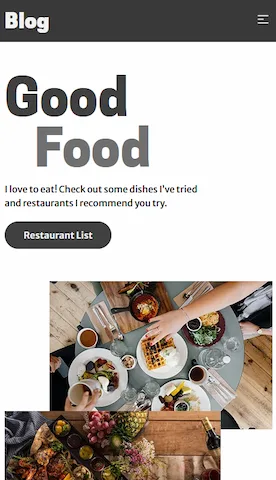 Blog
Good
Food
I love to eat! Check out some dishes I've tried
and restaurants I recommend you try.
Restaurant List